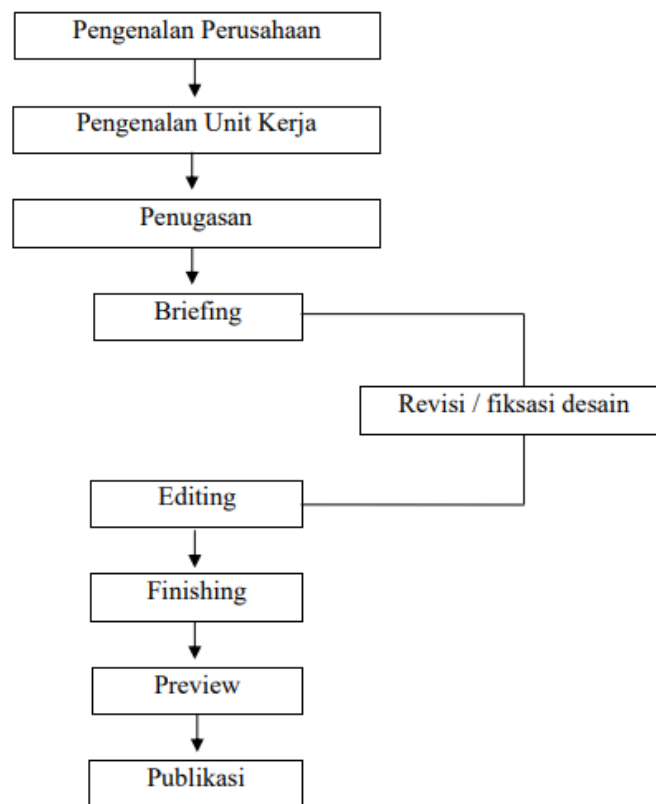 Pengenalan Perusahaan
Pengenalan Unit Kerja
Penugasan
Briefing
Revisi / fiksasi desain
Editing
Finishing
Preview
Publikasi